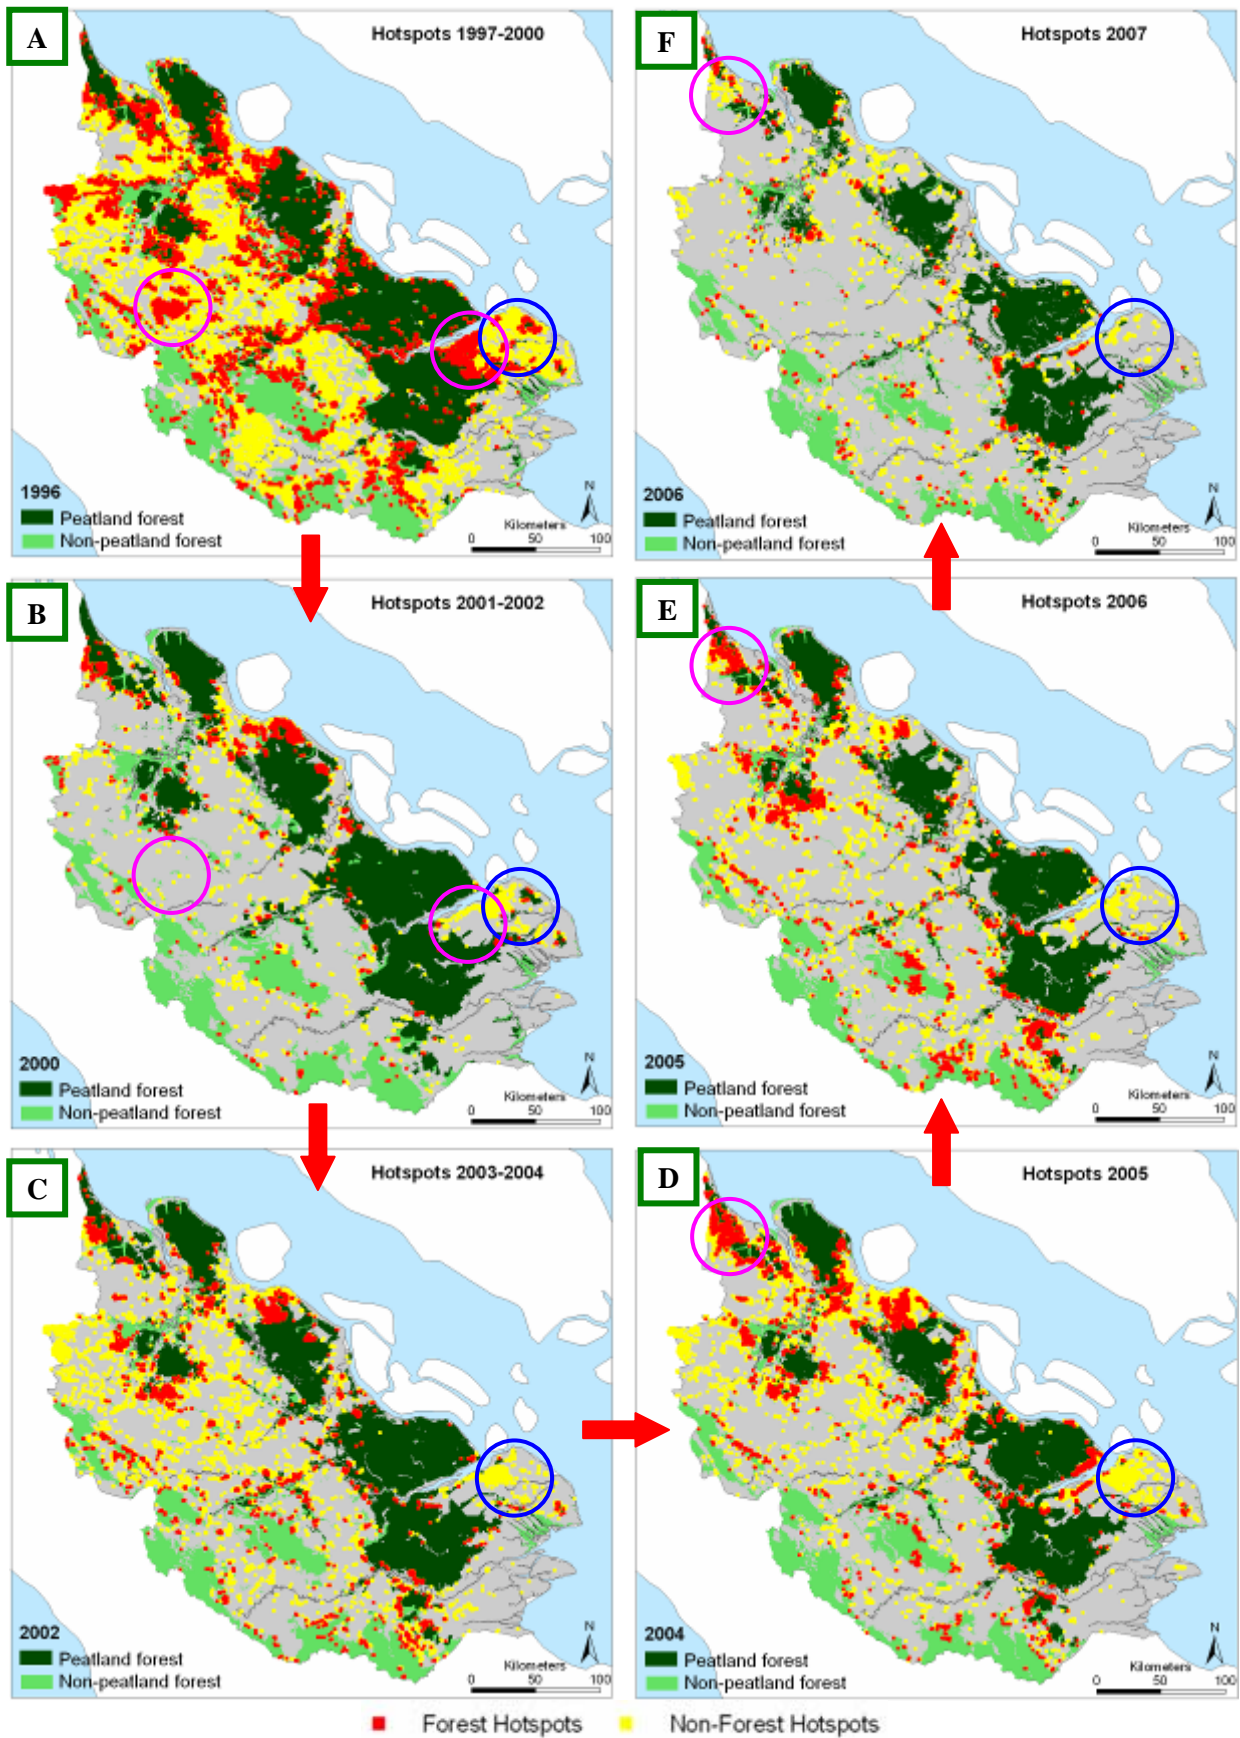 A
Hotspots 1997-2000
1996
Peatland forest
Non-peatland forest
N
Kilometers
0 50 100
B
Hotspots 2001-2002
2000
Peatland forest
Non-peatland forest
N
Kilometers
0 50 100
C
Hotspots 2003-2004
2002
Peatland forest
Non-peatland forest
N
Kilometers
0 50 100
D
Hotspots 2005
2004
Peatland forest
Non-peatland forest
N
Kilometers
0 50 100
E
Hotspots 2006
2005
Peatland forest
Non-peatland forest
N
Kilometers
0 50 100
F
Hotspots 2007
2006
Peatland forest
Non-peatland forest
N
Kilometers
0 50 100
Forest Hotspots Non-Forest Hotspots